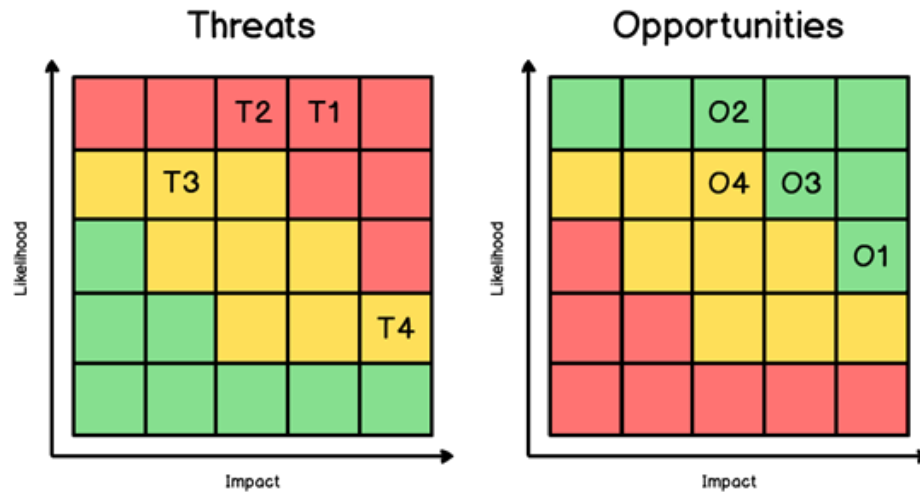 Threats
Opportunities
T2 T1
T3
T4
Likelihood
Impact
O2
O4 O3
O1
Likelihood
Impact